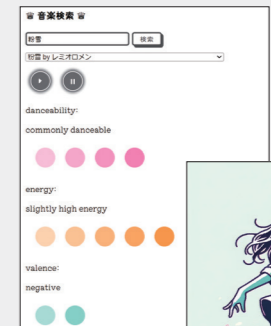 ♛ 音楽検索 ♛
粉雪
検索
粉雪 by レミオロメン
danceability:
commonly danceable
energy:
slightly high energy
valence:
negative